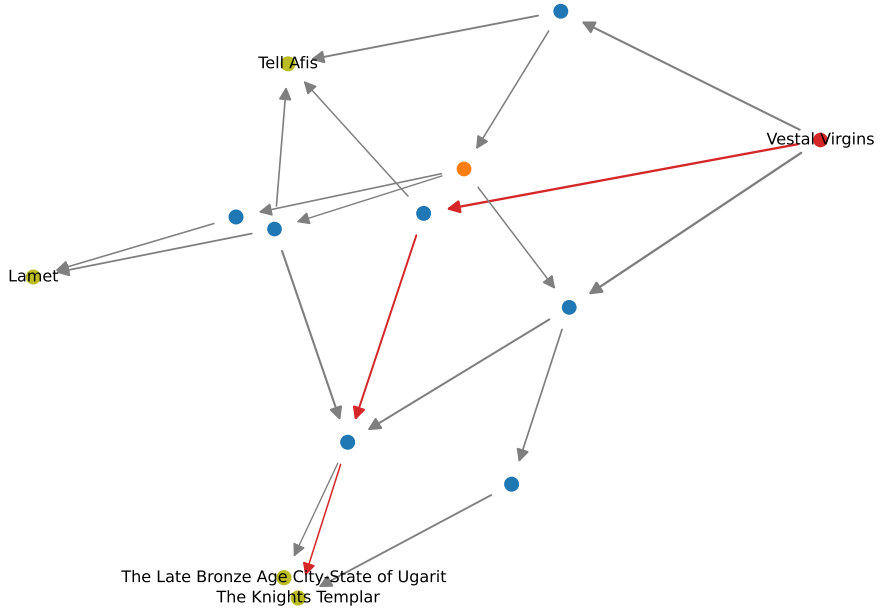 Tell Afis
Vestal Virgins
Lamet
The Late Bronze Age City-State of Ugarit
The Knights Templar